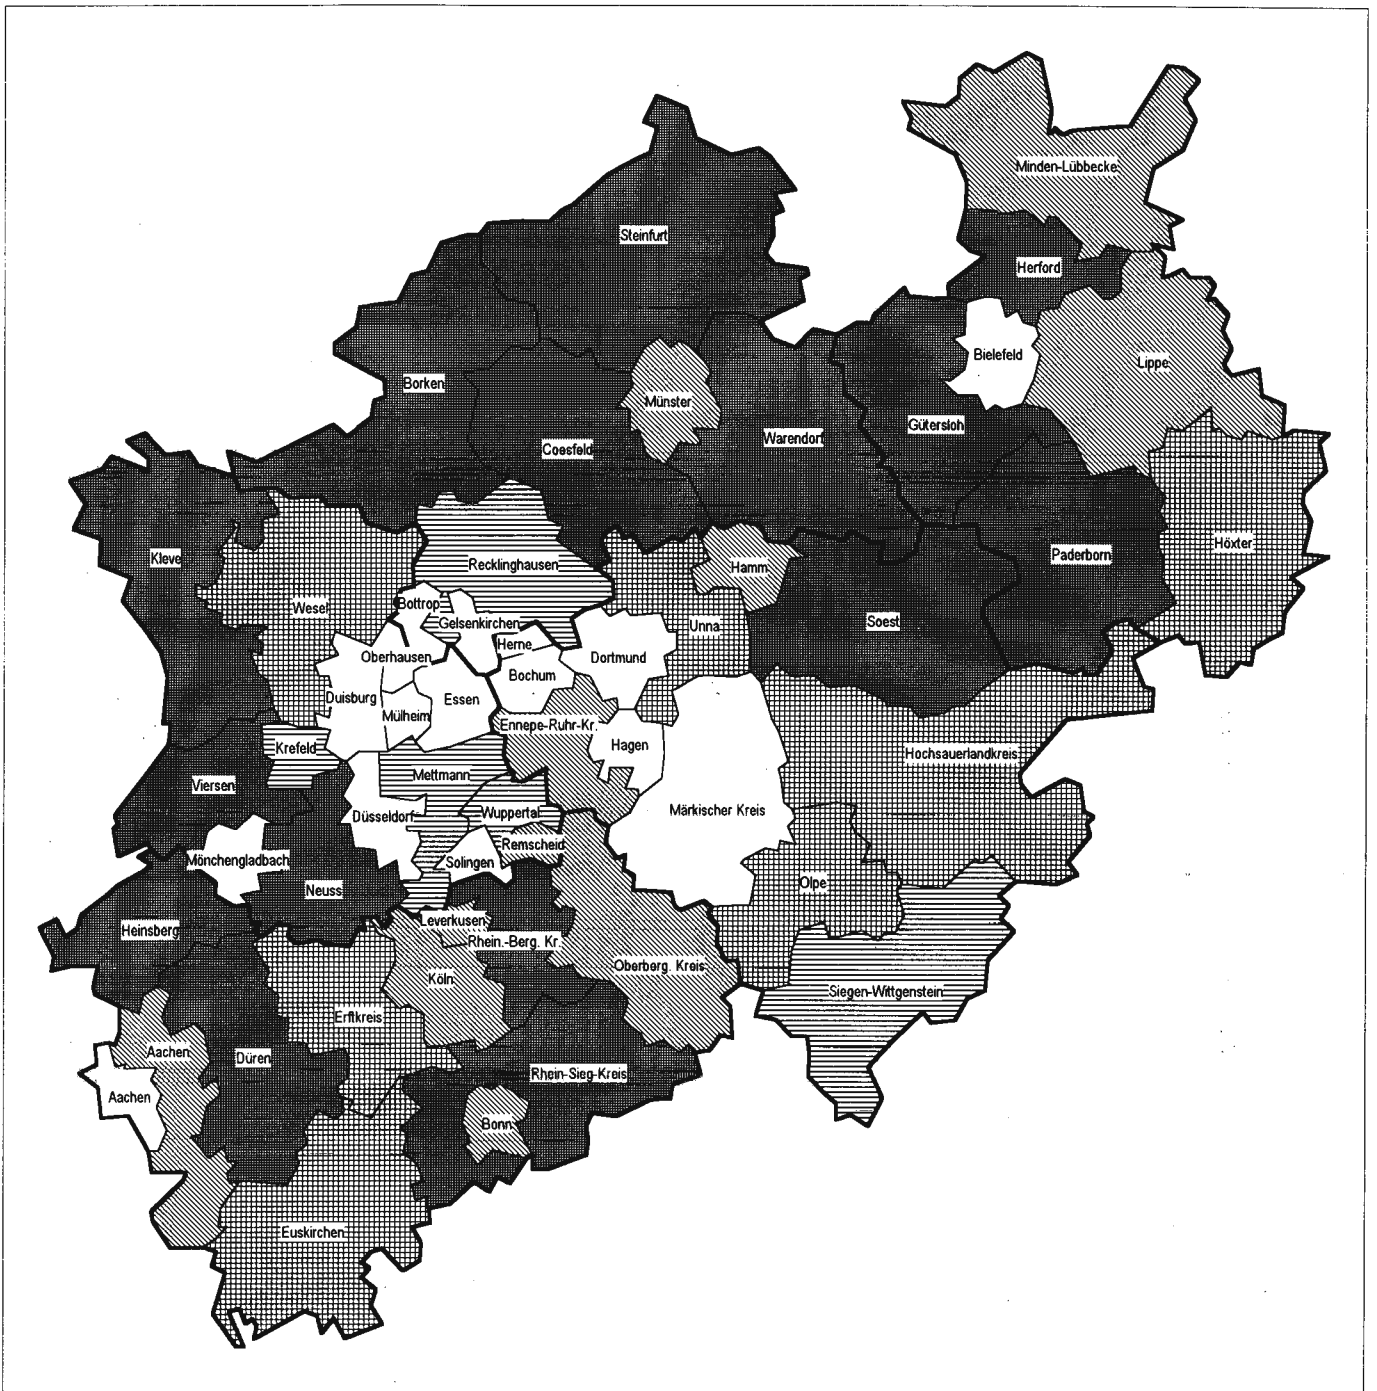 Minden-Lübbecke
Steinfurt
Herford
Bielefeld
Lippe
Borken
Münster
Gütersloh
Warendorf
Coesfeld
Höxter
Paderborn
Kleve
Recklinghausen
Hamm
Bottrop
Wesel
Gelsenkirchen
Soest
Unna
Herne
Oberhausen
Dortmund
Bochum
Duisburg
Essen
Mülheim
Ennepe-Ruhr-Kr.
Krefeld
Hagen
Hochsauerlandkreis
Mettmann
Viersen
Düsseldorf
Wuppertal
Märkischer Kreis
Remscheid
Mönchengladbach
Solingen
Neuss
Olpe
Leverkusen
Heinsberg
Rhein.-Berg. Kr.
Oberberg. Kreis
Köln
Siegen-Wittgenstein
Erftkreis
Aachen
Düren
Rhein-Sieg-Kreis
Aachen
Bonn
Euskirchen